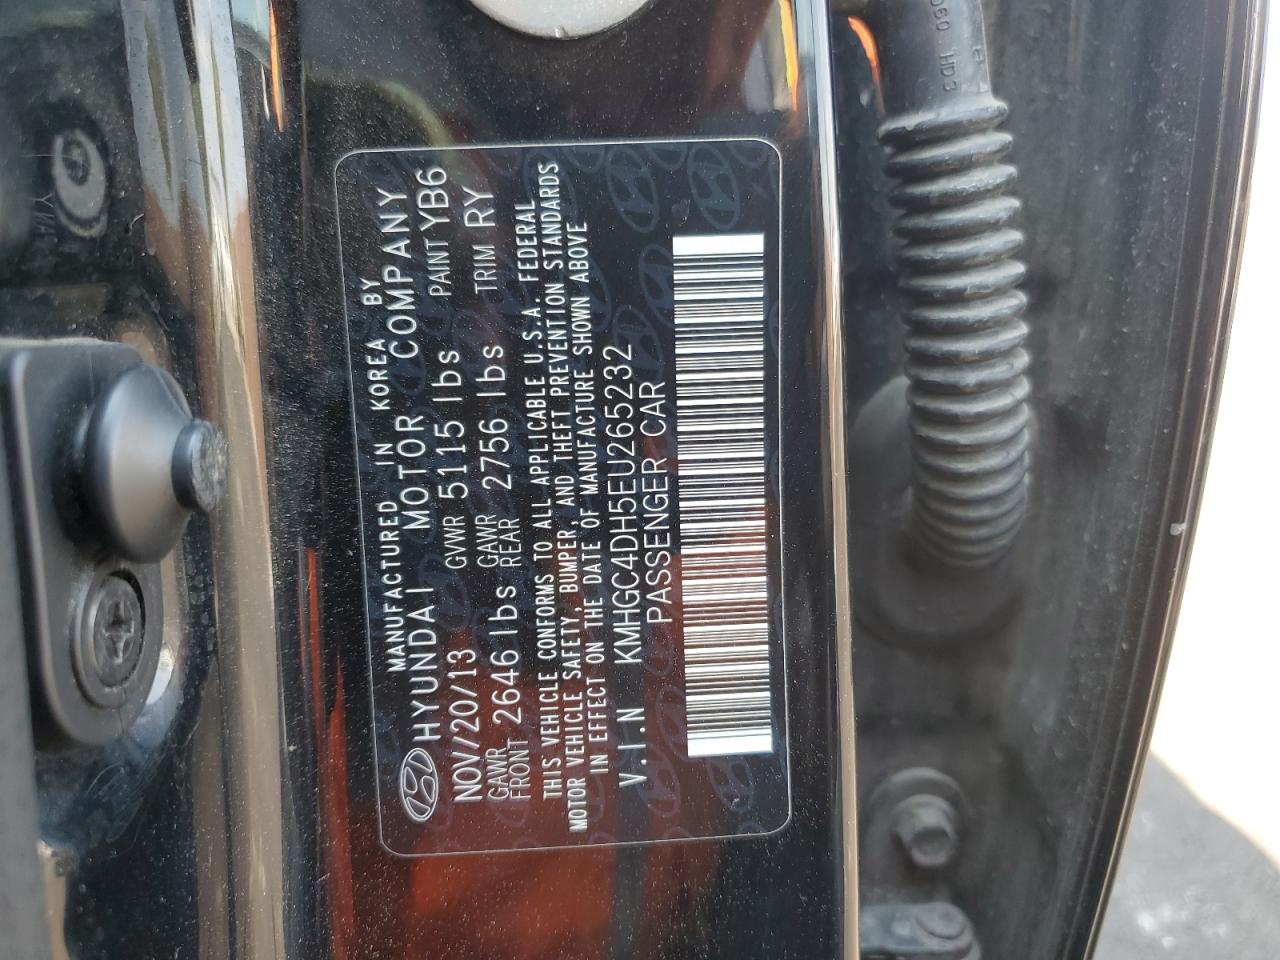 MANUFACTURED IN KOREA BY
HYUNDAI MOTOR COMPANY
NOV/20/13 GVWR 5115 lbs PAINT YB6
GAWR FRONT 2646 lbs GAWR REAR 2756 lbs TRIM RY
THIS VEHICLE CONFORMS TO ALL APPLICABLE U.S.A. FEDERAL
MOTOR VEHICLE SAFETY, BUMPER, AND THEFT PREVENTION STANDARDS
IN EFFECT ON THE DATE OF MANUFACTURE SHOWN ABOVE
V.I.N KMHGC4DH5EU265232
PASSENGER CAR